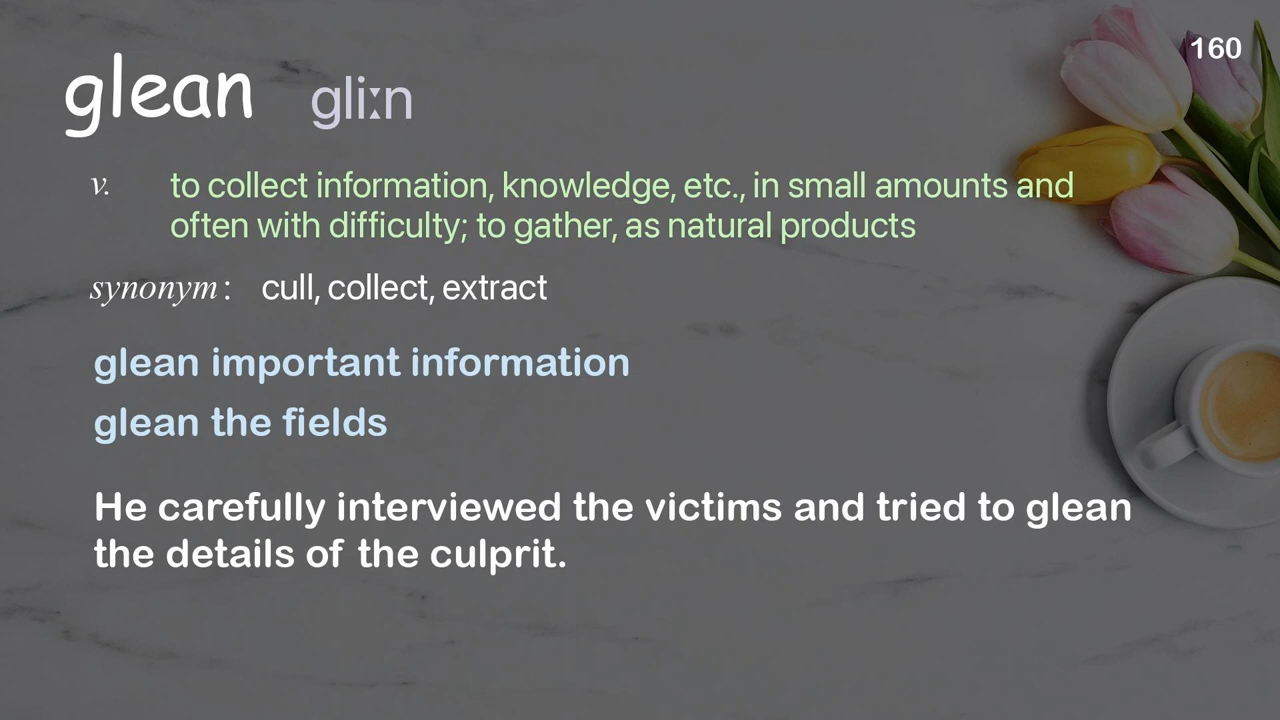 160
glean gliːn
v. to collect information, knowledge, etc., in small amounts and
often with difficulty; to gather, as natural products
synonym: cull, collect, extract
glean important information
glean the fields
He carefully interviewed the victims and tried to glean
the details of the culprit.